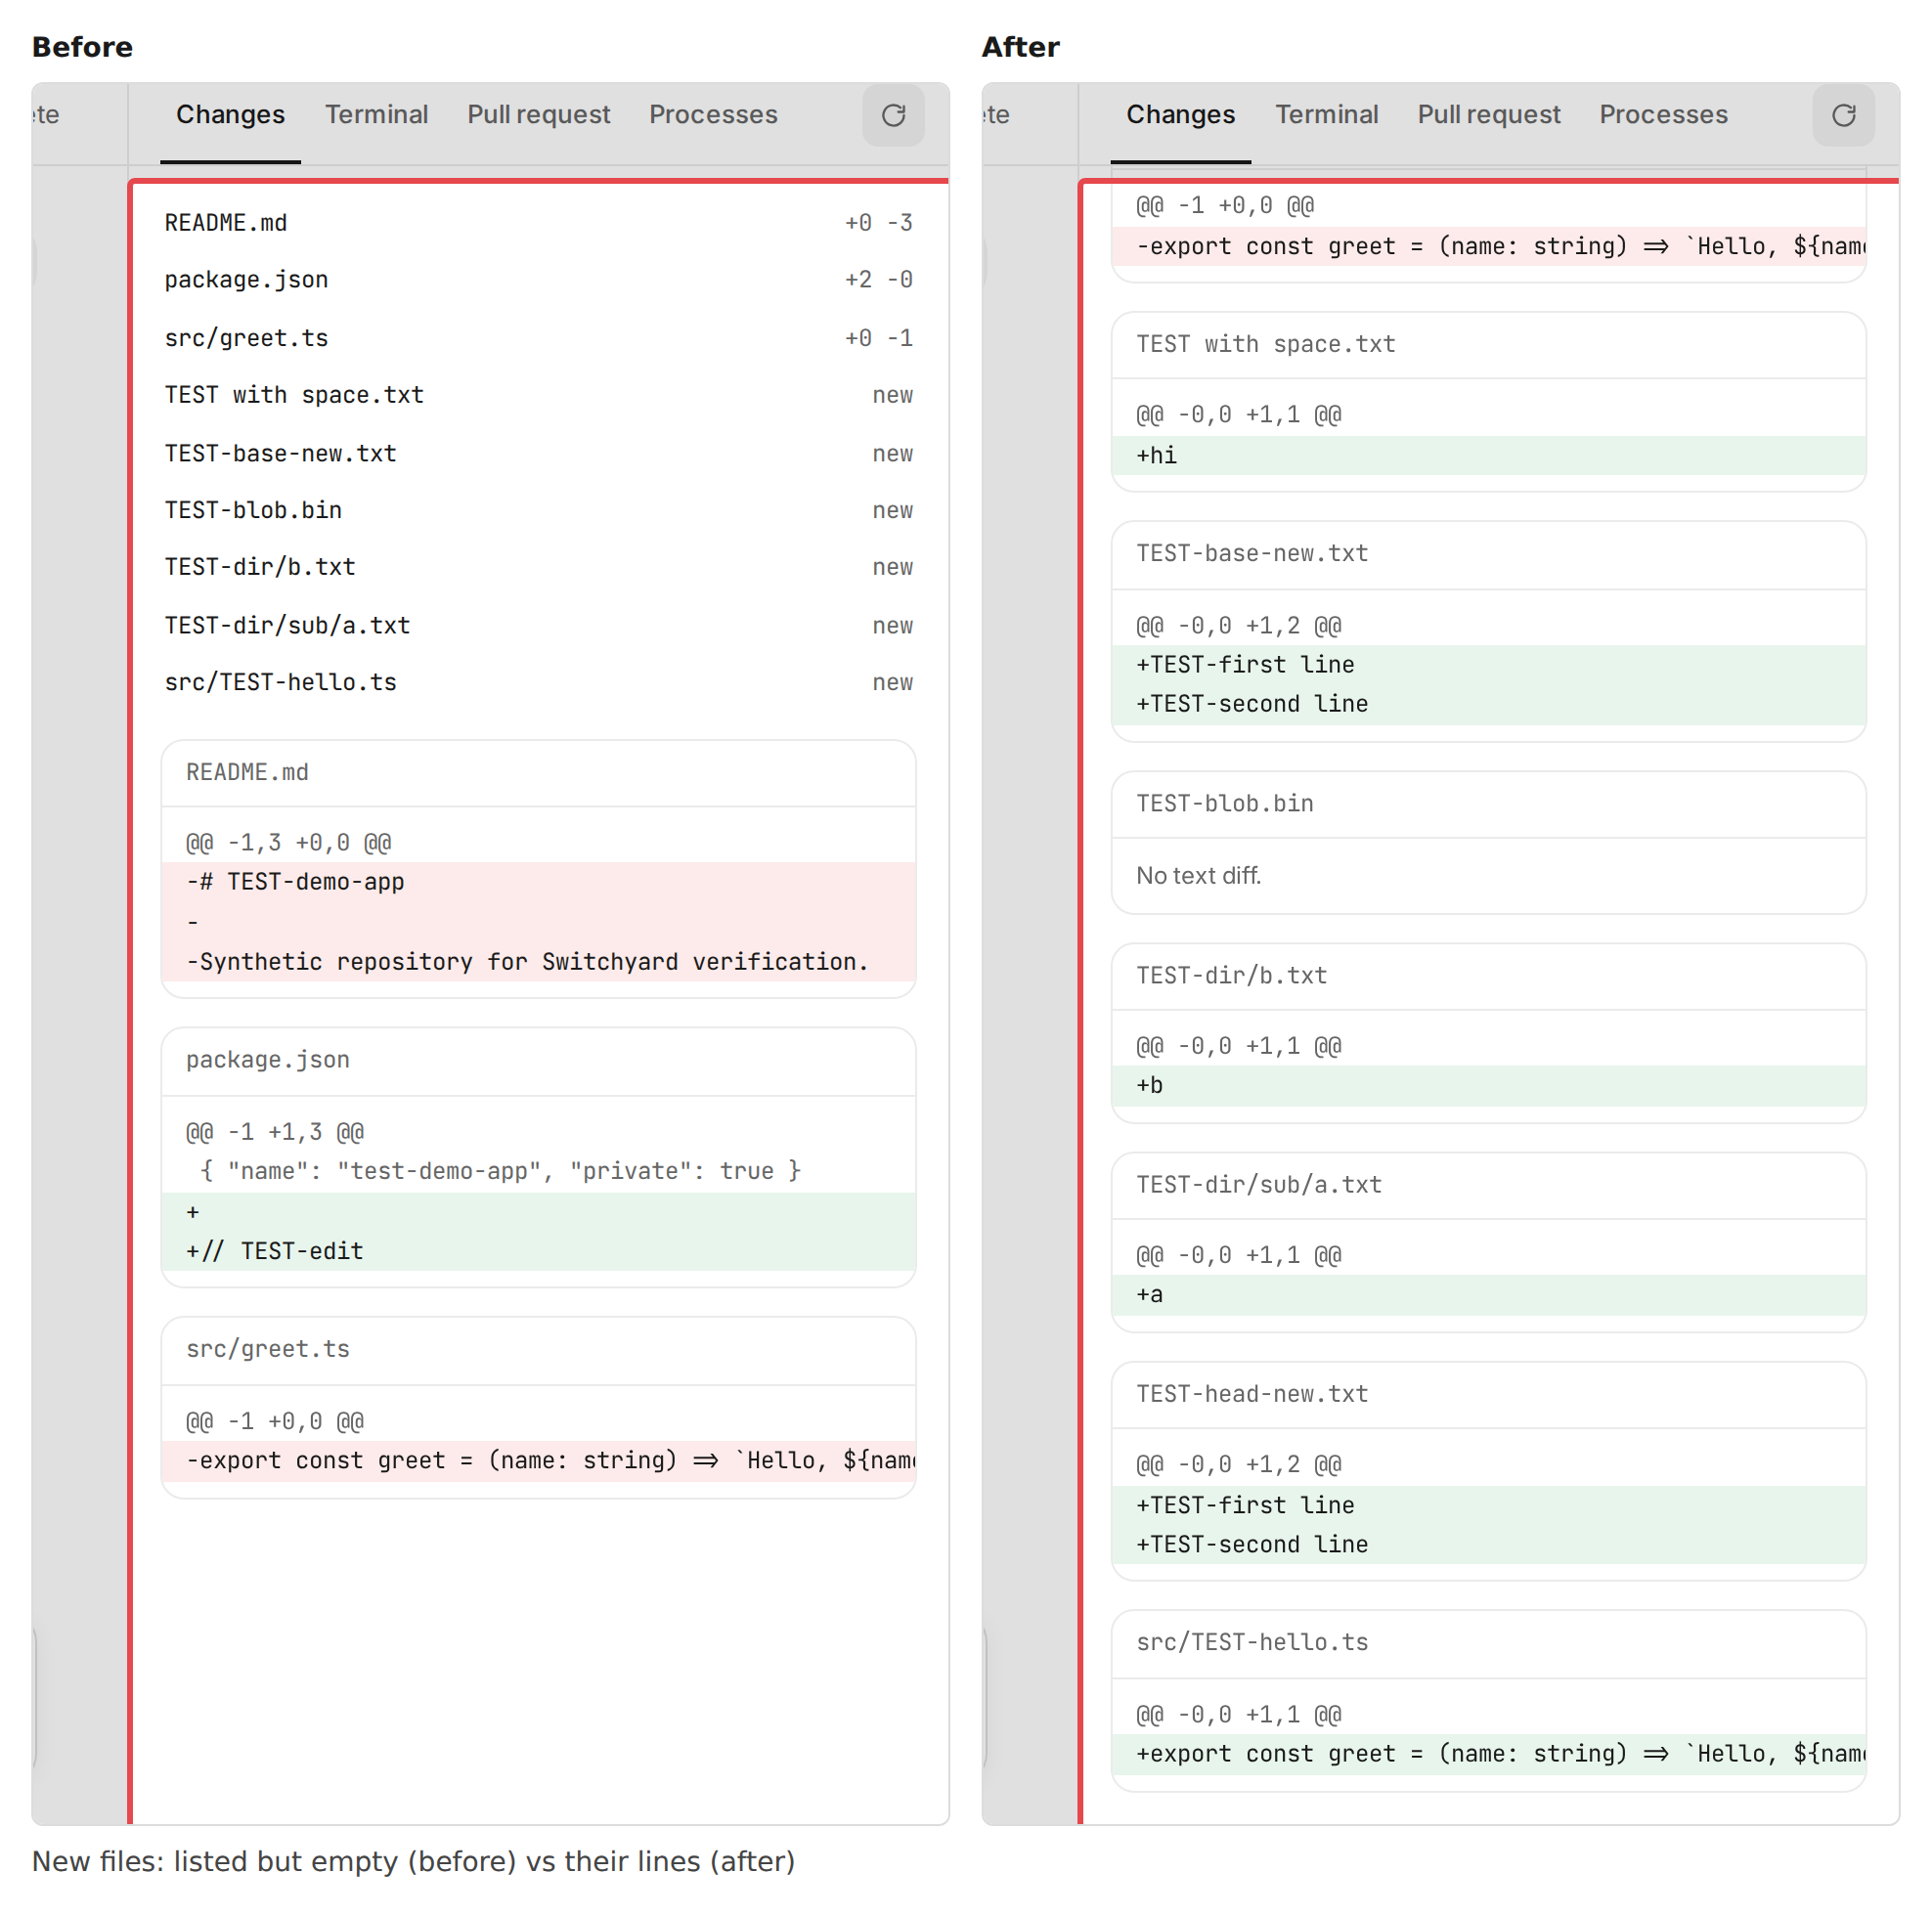 Before
te
Changes Terminal Pull request Processes
README.md +0 -3
package.json +2 -0
src/greet.ts +0 -1
TEST with space.txt new
TEST-base-new.txt new
TEST-blob.bin new
TEST-dir/b.txt new
TEST-dir/sub/a.txt new
src/TEST-hello.ts new
README.md
@@ -1,3 +0,0 @@
-# TEST-demo-app
-
-Synthetic repository for Switchyard verification.
package.json
@@ -1 +1,3 @@
{ "name": "test-demo-app", "private": true }
+
+// TEST-edit
src/greet.ts
@@ -1 +0,0 @@
-export const greet = (name: string) => `Hello, ${name
After
te
Changes Terminal Pull request Processes
@@ -1 +0,0 @@
-export const greet = (name: string) => `Hello, ${name
TEST with space.txt
@@ -0,0 +1,1 @@
+hi
TEST-base-new.txt
@@ -0,0 +1,2 @@
+TEST-first line
+TEST-second line
TEST-blob.bin
No text diff.
TEST-dir/b.txt
@@ -0,0 +1,1 @@
+b
TEST-dir/sub/a.txt
@@ -0,0 +1,1 @@
+a
TEST-head-new.txt
@@ -0,0 +1,2 @@
+TEST-first line
+TEST-second line
src/TEST-hello.ts
@@ -0,0 +1,1 @@
+export const greet = (name: string) => `Hello, ${name
New files: listed but empty (before) vs their lines (after)